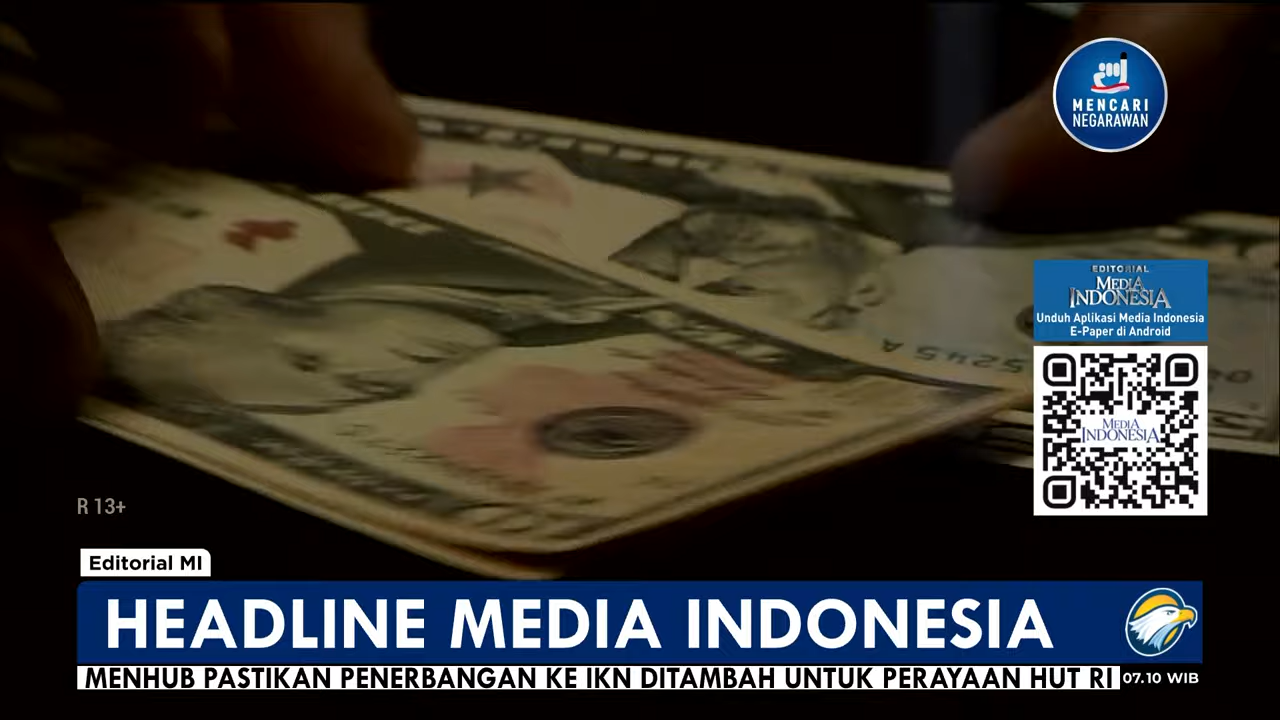 MENCARI
NEGARAWAN
EDITORIAL
MEDIA
INDONESIA
Unduh Aplikasi Media Indonesia
E-Paper di Android
MEDIA
INDONESIA
R 13+
Editorial MI
HEADLINE MEDIA INDONESIA
MENHUB PASTIKAN PENERBANGAN KE IKN DITAMBAH UNTUK PERAYAAN HUT RI
07.10 WIB